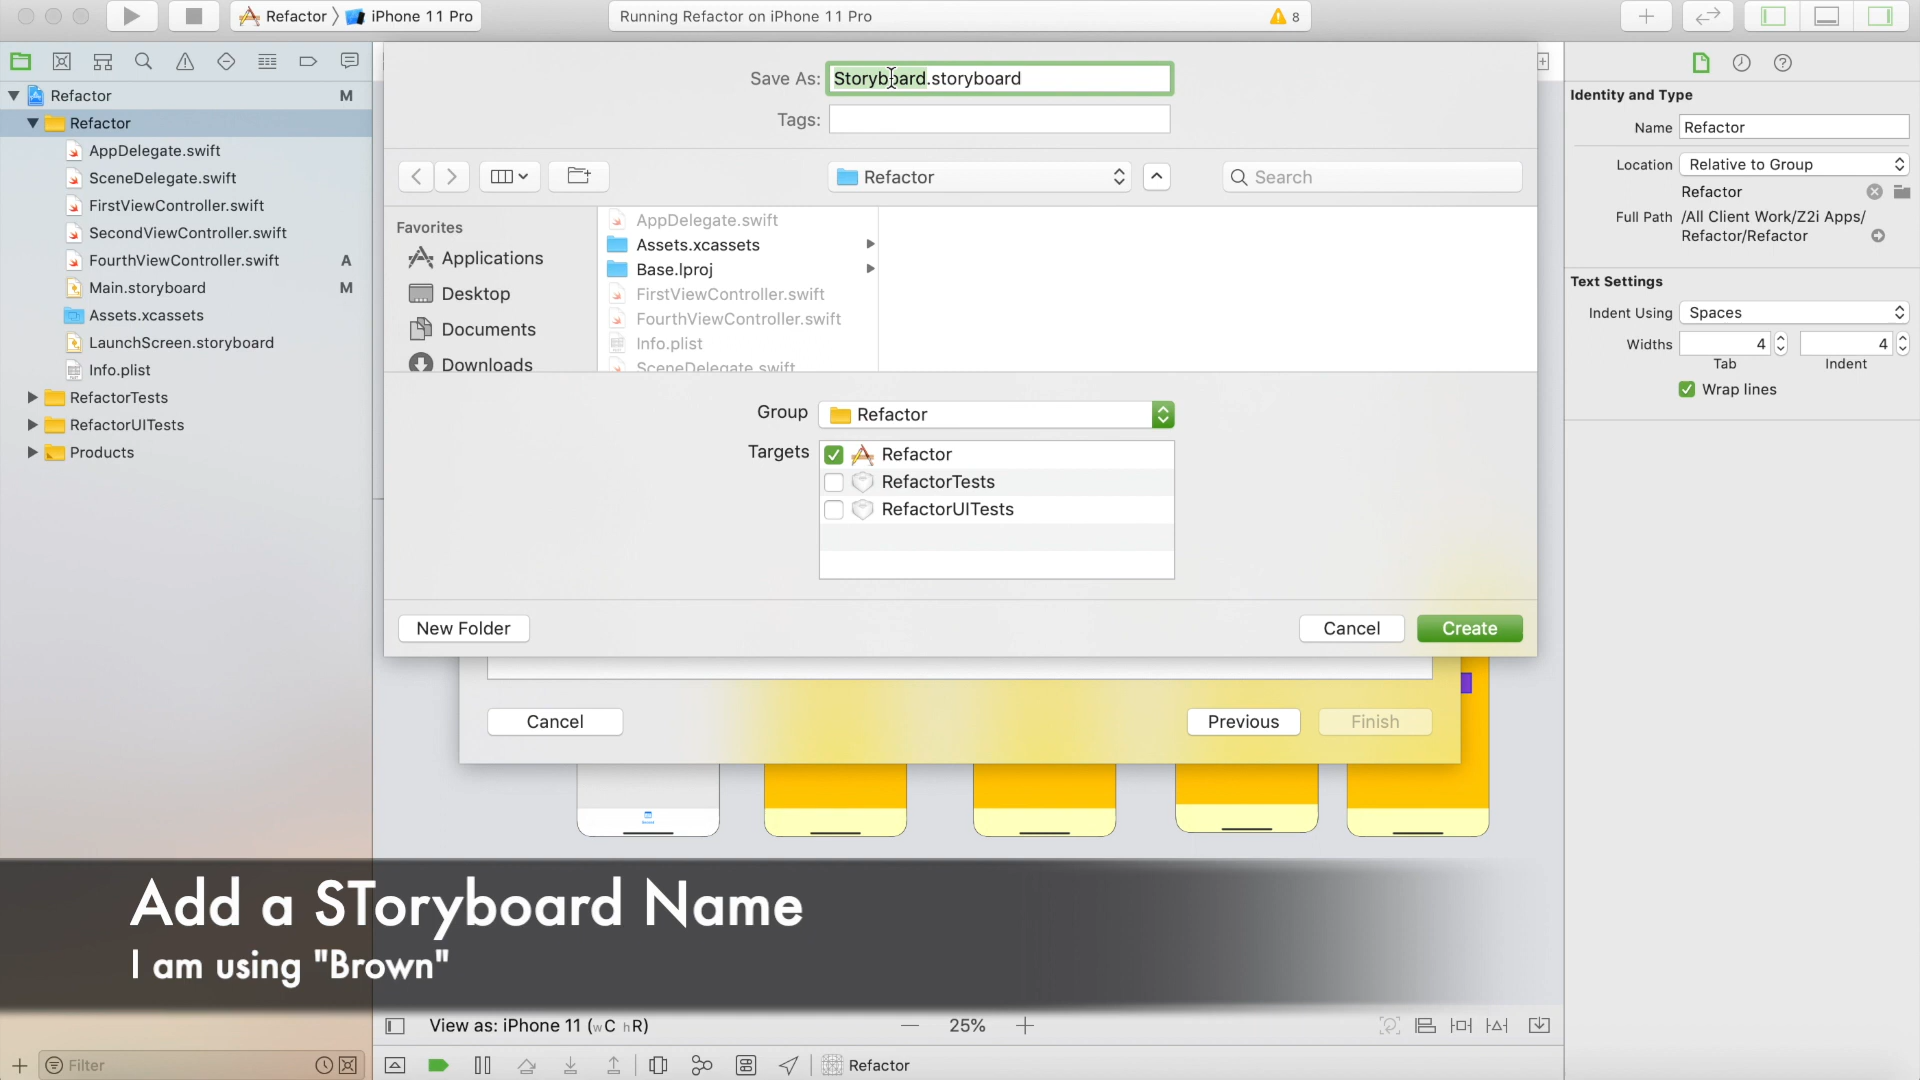 Refactor
iPhone 11 Pro
Running Refactor on iPhone 11 Pro
8
Refactor M
Refactor
AppDelegate.swift
SceneDelegate.swift
FirstViewController.swift
SecondViewController.swift
FourthViewController.swift A
Main.storyboard M
Assets.xcassets
LaunchScreen.storyboard
Info.plist
RefactorTests
RefactorUITests
Products
Filter
Save As: Storyboard.storyboard
Tags:
Refactor
Search
Favorites
Applications
Desktop
Documents
Downloads
AppDelegate.swift
Assets.xcassets
Base.lproj
FirstViewController.swift
FourthViewController.swift
Info.plist
SceneDelegate.swift
Group Refactor
Targets Refactor
RefactorTests
RefactorUITests
New Folder
Cancel
Create
Cancel
Previous
Finish
Identity and Type
Name Refactor
Location Relative to Group
Refactor
Full Path /All Client Work/Z2i Apps/
Refactor/Refactor
Text Settings
Indent Using Spaces
Widths 4 4
Tab Indent
Wrap lines
Add a SToryboard Name
I am using "Brown"
View as: iPhone 11 (wC hR)
25%
Refactor